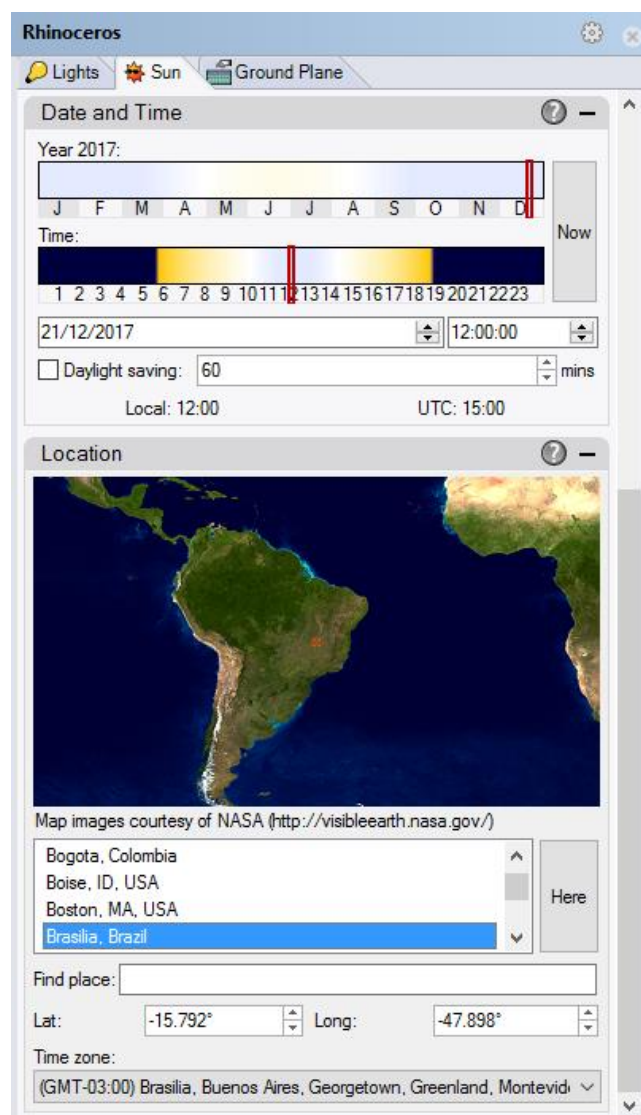 Rhinoceros
Lights Sun Ground Plane
Date and Time
Year 2017:
J F M A M J J A S O N D
Time:
Now
1 2 3 4 5 6 7 8 9 10 11 12 13 14 15 16 17 18 19 20 21 22 23
21/12/2017 12:00:00
Daylight saving: 60 mins
Local: 12:00 UTC: 15:00
Location
Map images courtesy of NASA (http://visibleearth.nasa.gov/)
Bogota, Colombia
Boise, ID, USA
Boston, MA, USA
Here
Brasilia, Brazil
Find place:
Lat: -15.792° Long: -47.898°
Time zone:
(GMT-03:00) Brasilia, Buenos Aires, Georgetown, Greenland,